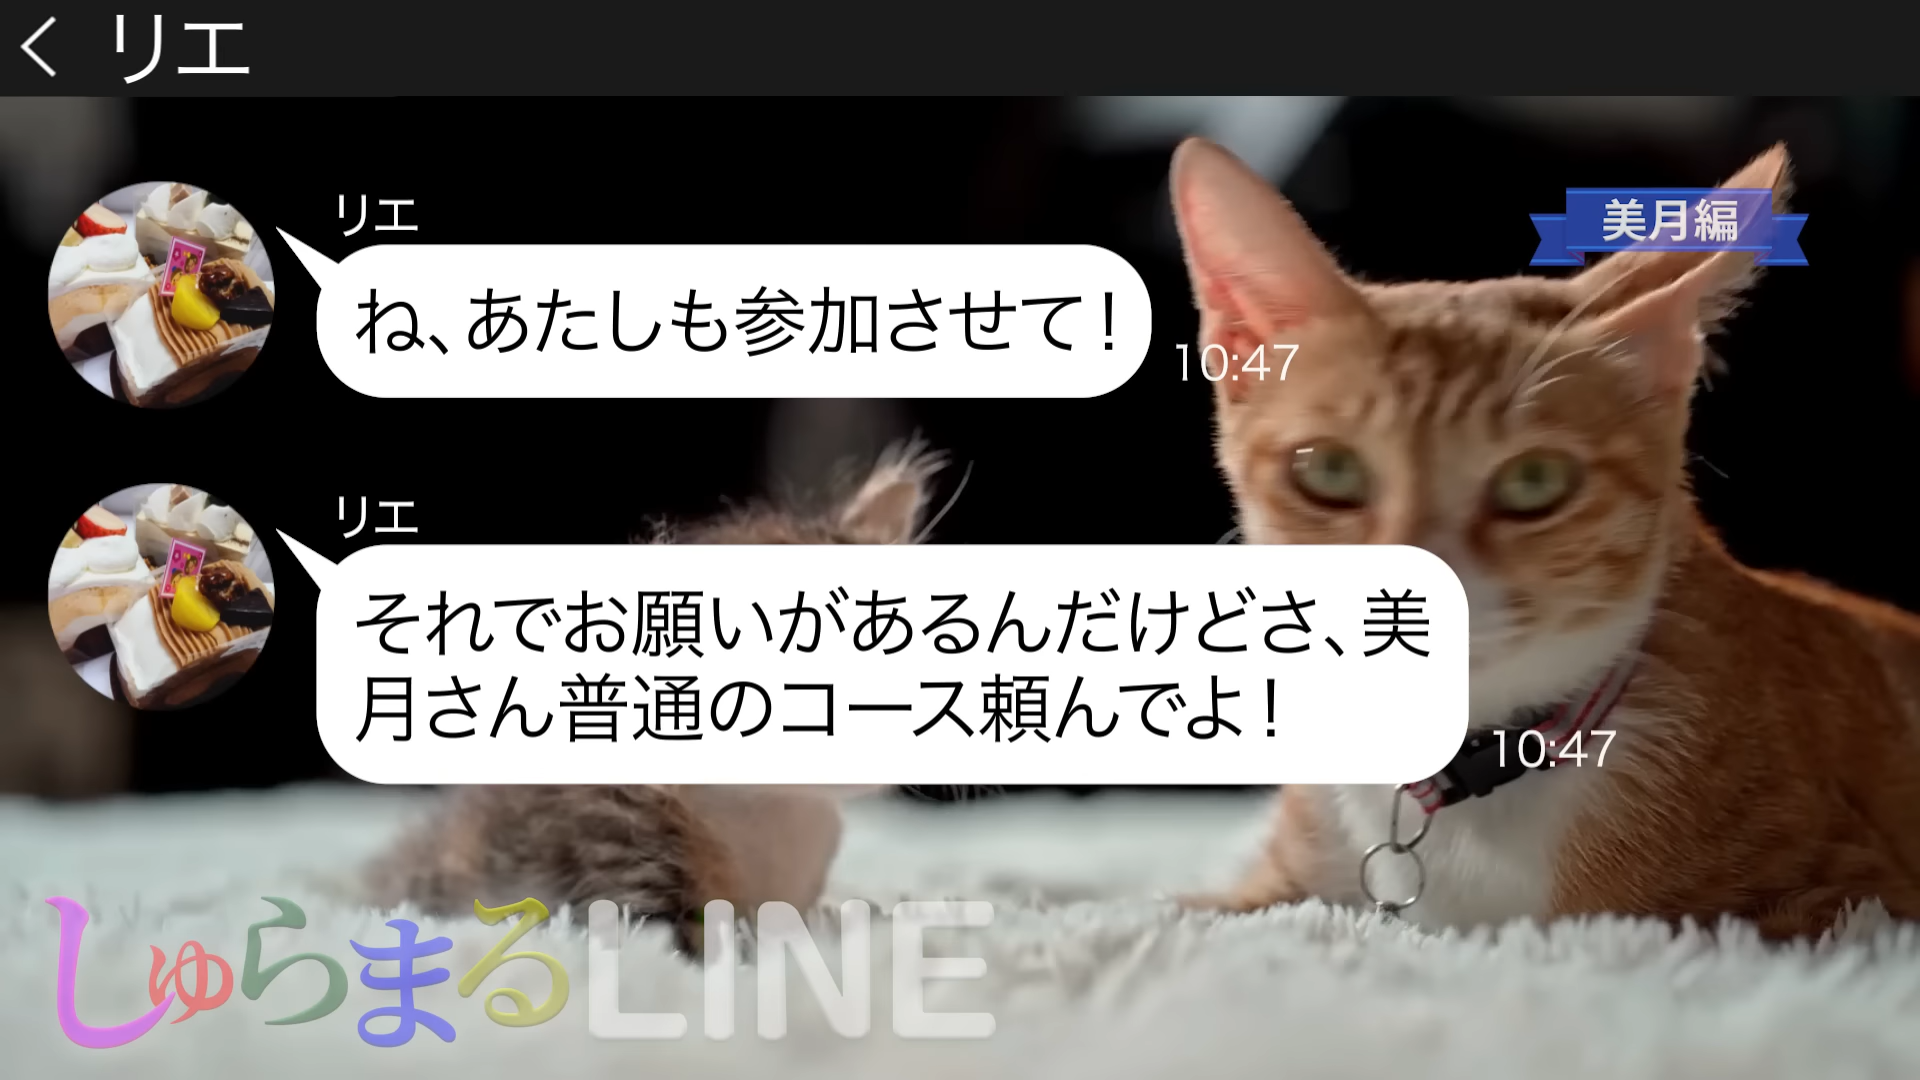 リエ
美月編
リエ
ね、あたしも参加させて！
10:47
リエ
それでお願いがあるんだけどさ、美
月さん普通のコース頼んでよ！
10:47
しゅらまるLINE